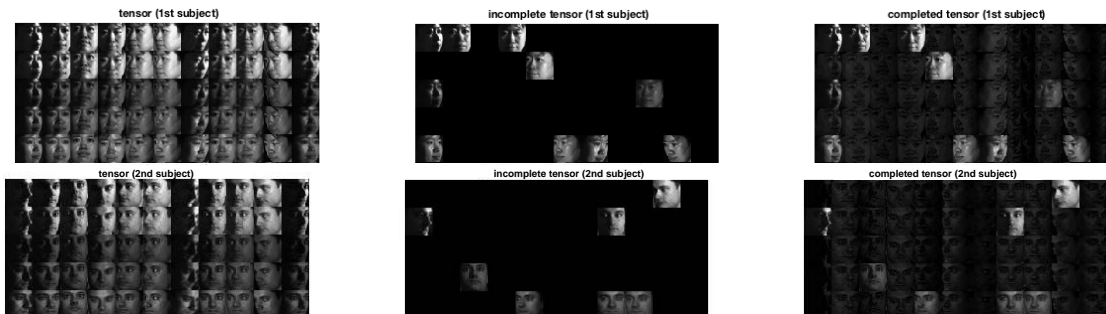 tensor (1st subject)
incomplete tensor (1st subject)
completed tensor (1st subject)
tensor (2nd subject)
incomplete tensor (2nd subject)
completed tensor (2nd subject)